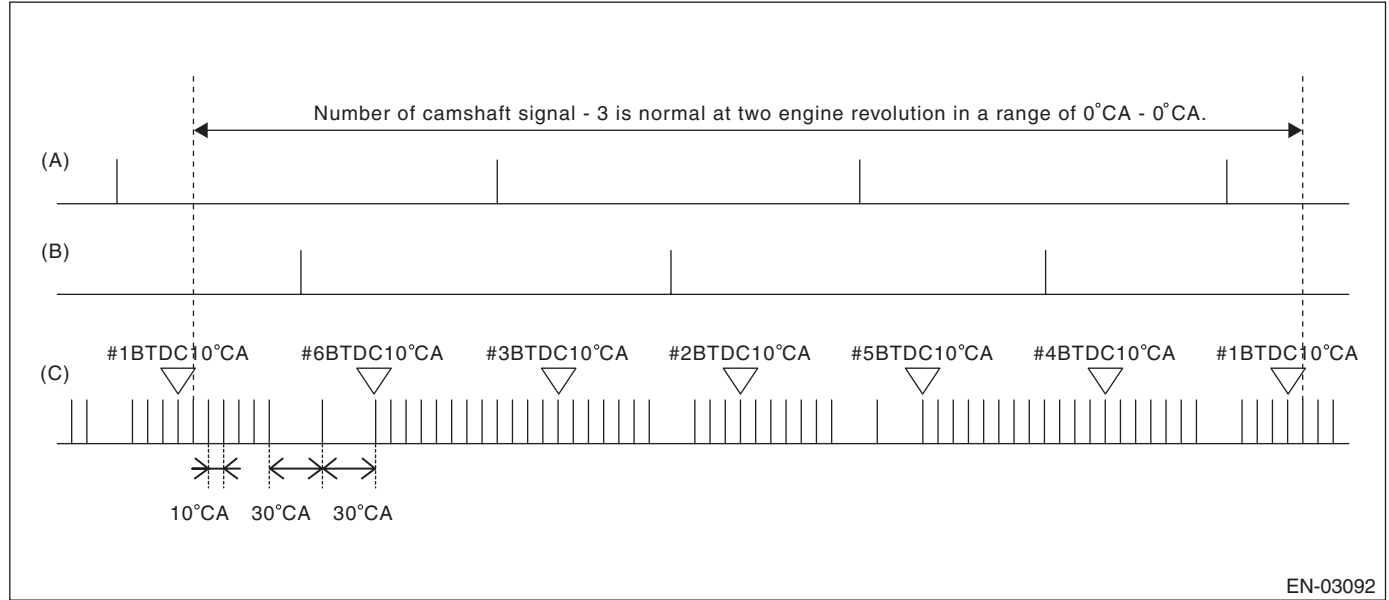 Number of camshaft signal - 3 is normal at two engine revolution in a range of 0°CA - 0°CA.
(A)
(B)
#1BTDC10°CA #6BTDC10°CA #3BTDC10°CA #2BTDC10°CA #5BTDC10°CA #4BTDC10°CA #1BTDC10°CA
(C)
10°CA 30°CA 30°CA
EN-03092